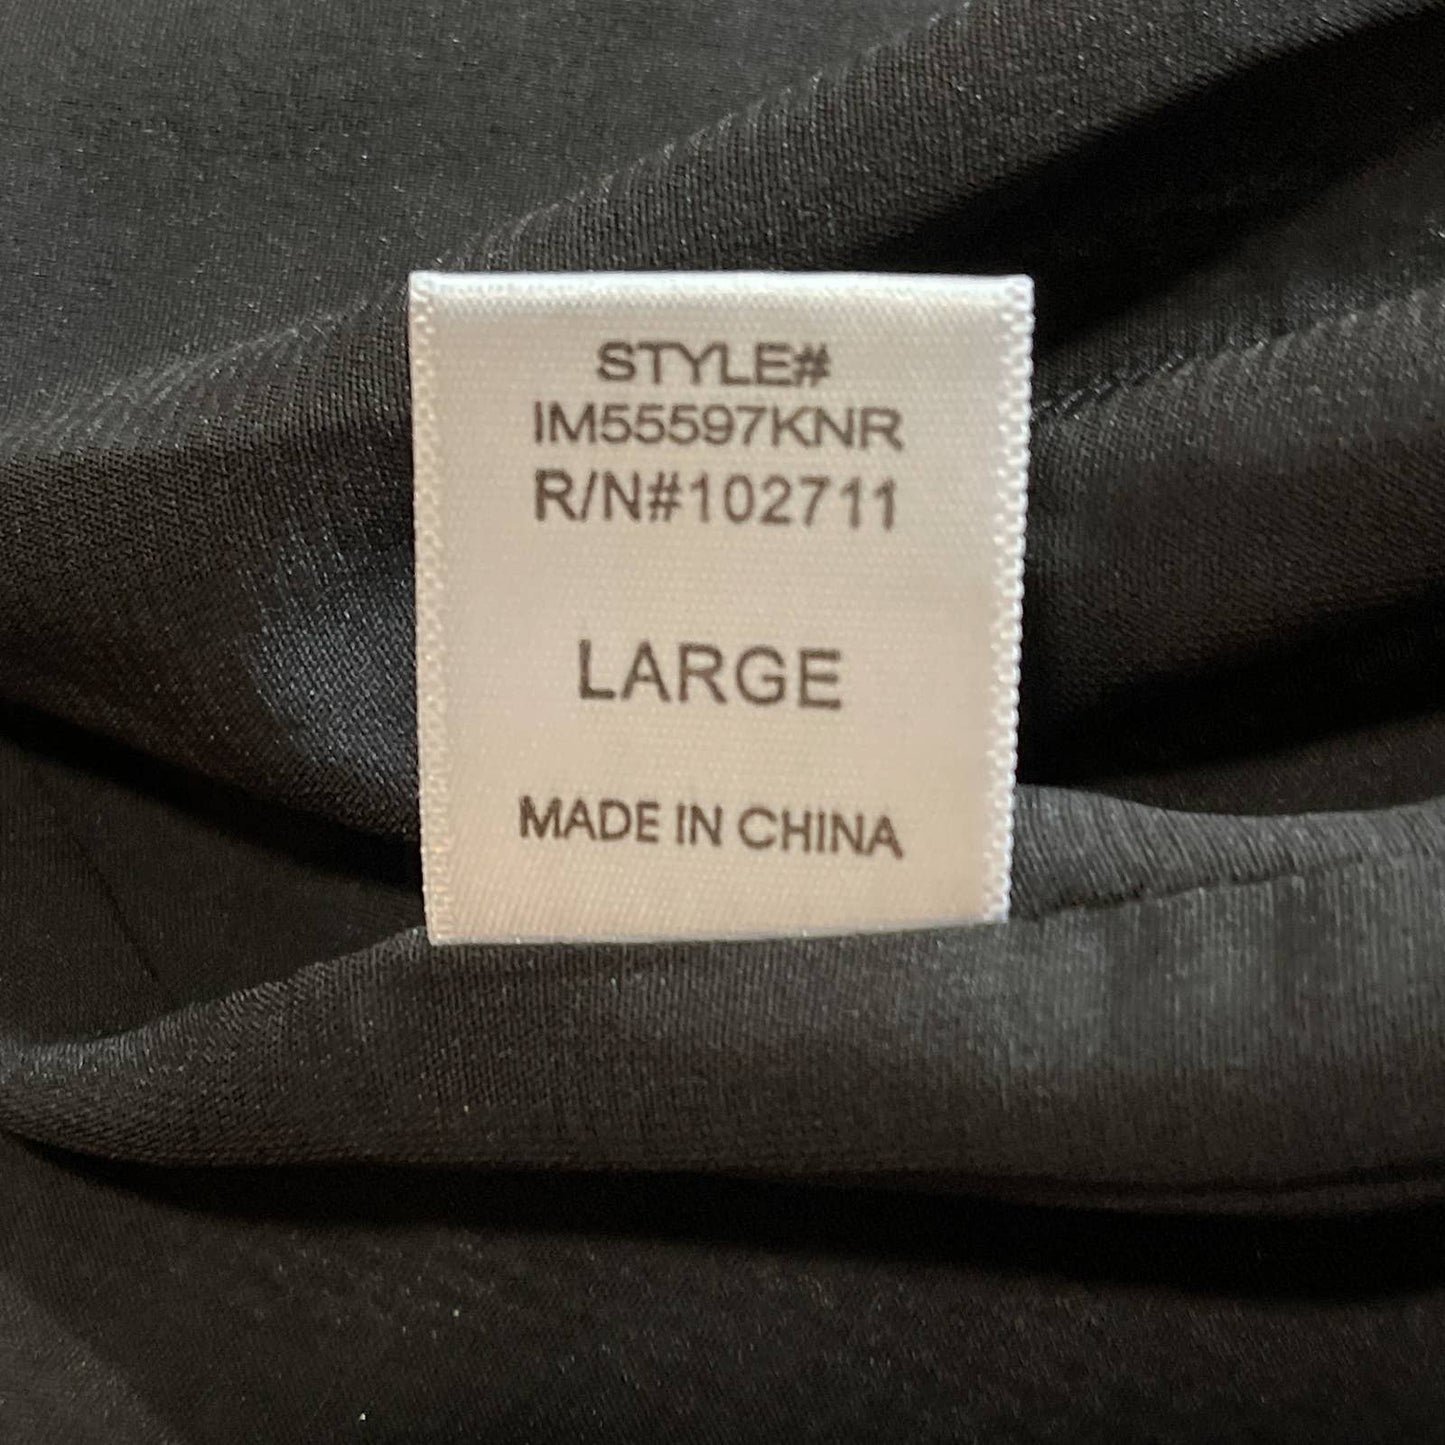 STYLE#
IM55597KNR
R/N#102711
LARGE
MADE IN CHINA